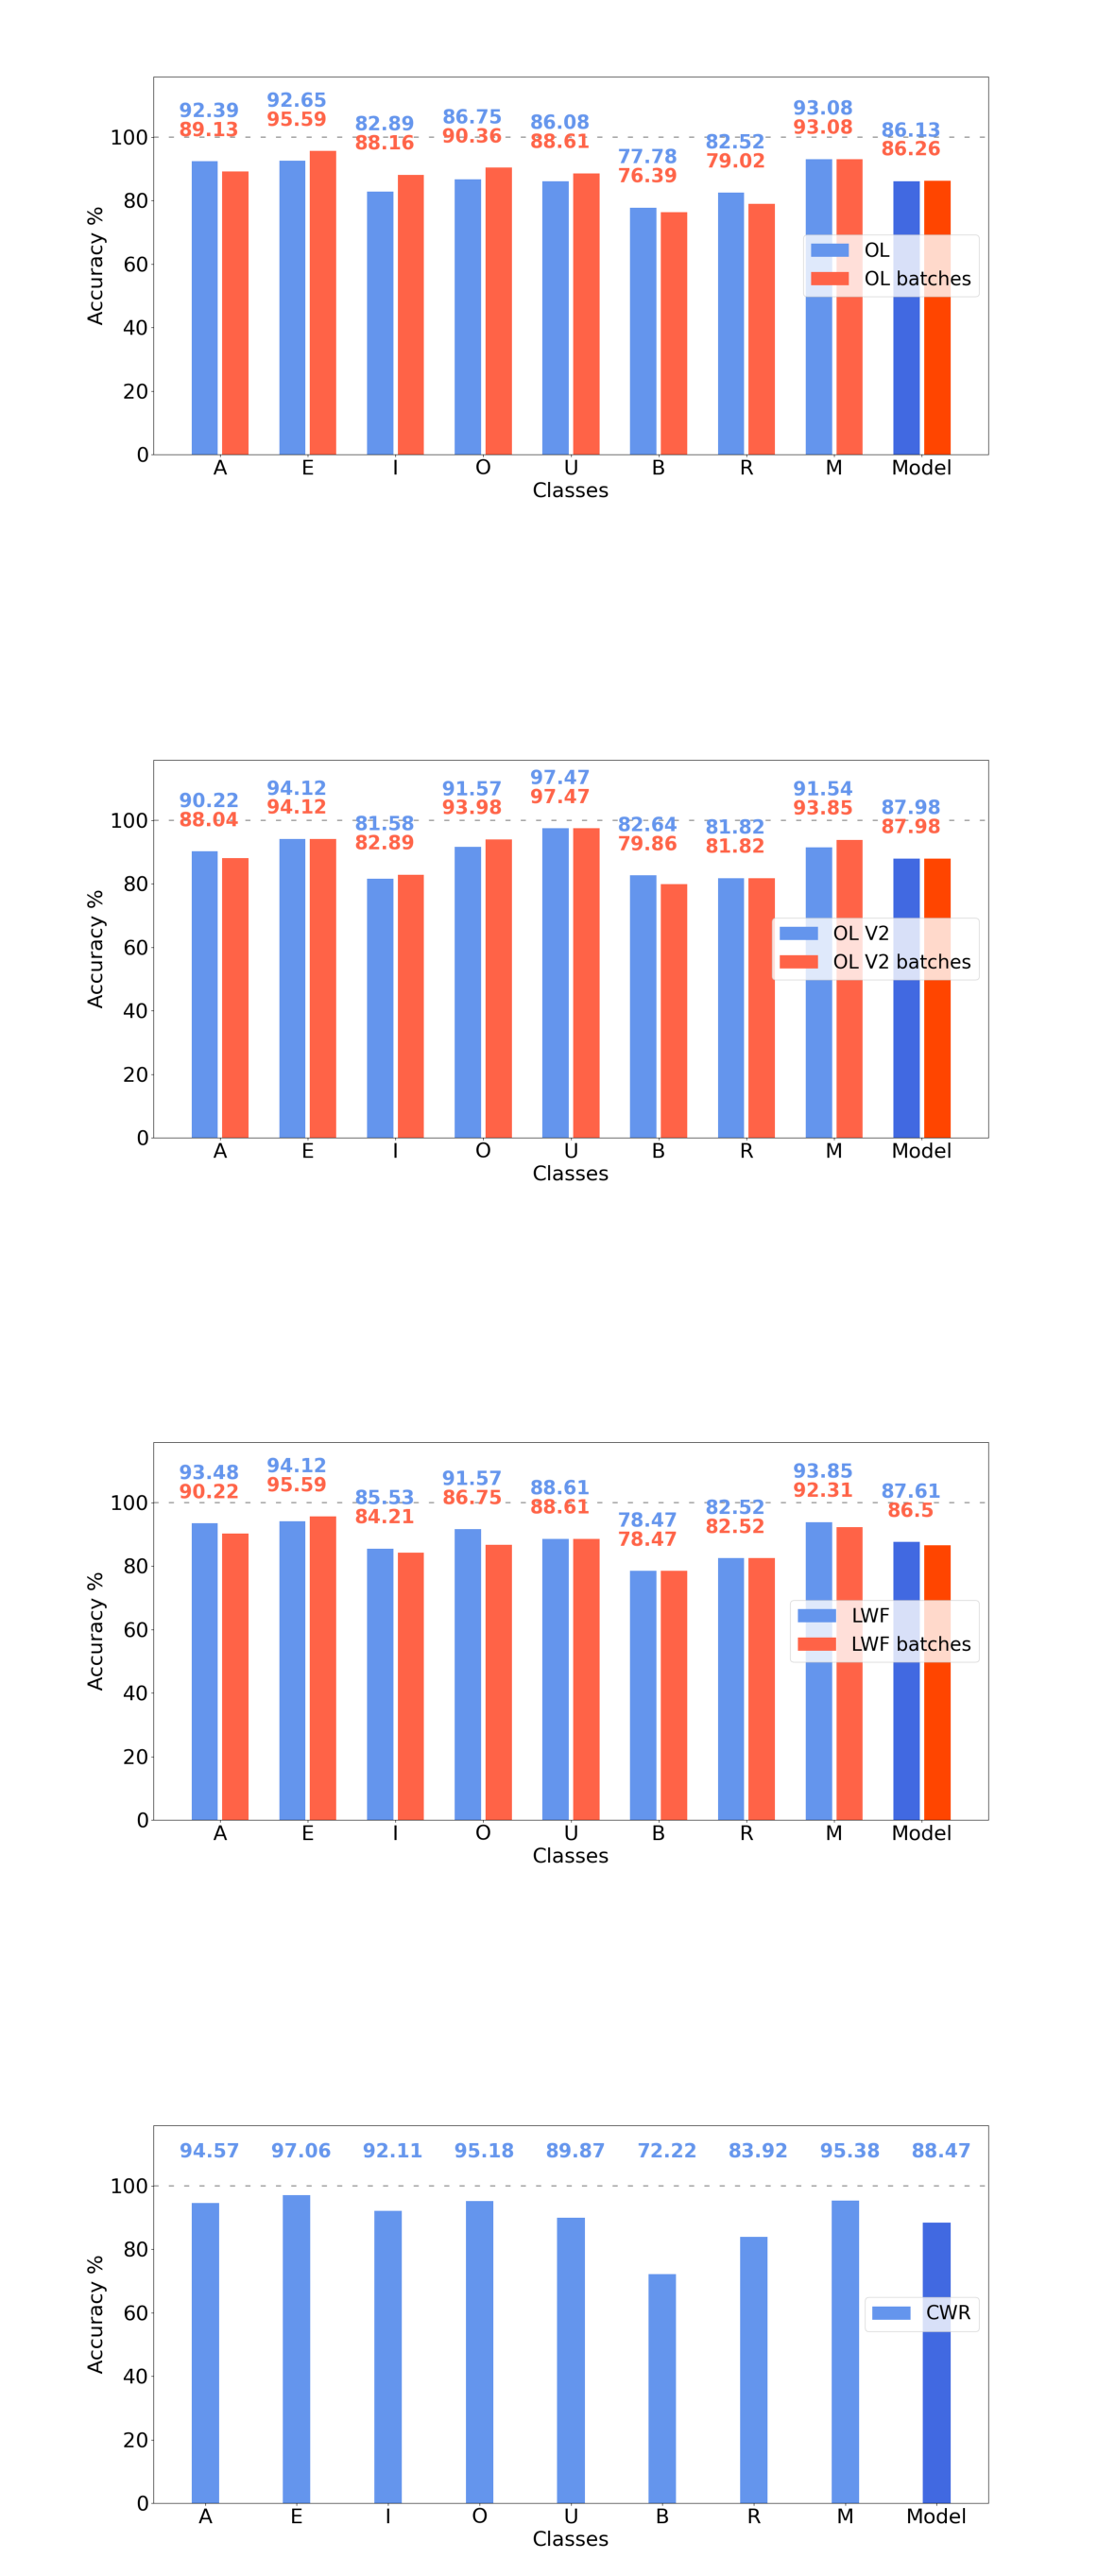 92.39 92.65 82.89 86.75 86.08 77.78 82.52 93.08 86.13
89.13 95.59 88.16 90.36 88.61 76.39 79.02 93.08 86.26
100
80
60
40
20
0
Accuracy %
OL
OL batches
A E I O U B R M Model
Classes
90.22 94.12 81.58 91.57 97.47 82.64 81.82 91.54 87.98
88.04 94.12 82.89 93.98 97.47 79.86 81.82 93.85 87.98
100
80
60
40
20
0
Accuracy %
OL V2
OL V2 batches
A E I O U B R M Model
Classes
93.48 94.12 85.53 91.57 88.61 78.47 82.52 93.85 87.61
90.22 95.59 84.21 86.75 88.61 78.47 82.52 92.31 86.5
100
80
60
40
20
0
Accuracy %
LWF
LWF batches
A E I O U B R M Model
Classes
94.57 97.06 92.11 95.18 89.87 72.22 83.92 95.38 88.47
100
80
60
40
20
0
Accuracy %
CWR
A E I O U B R M Model
Classes